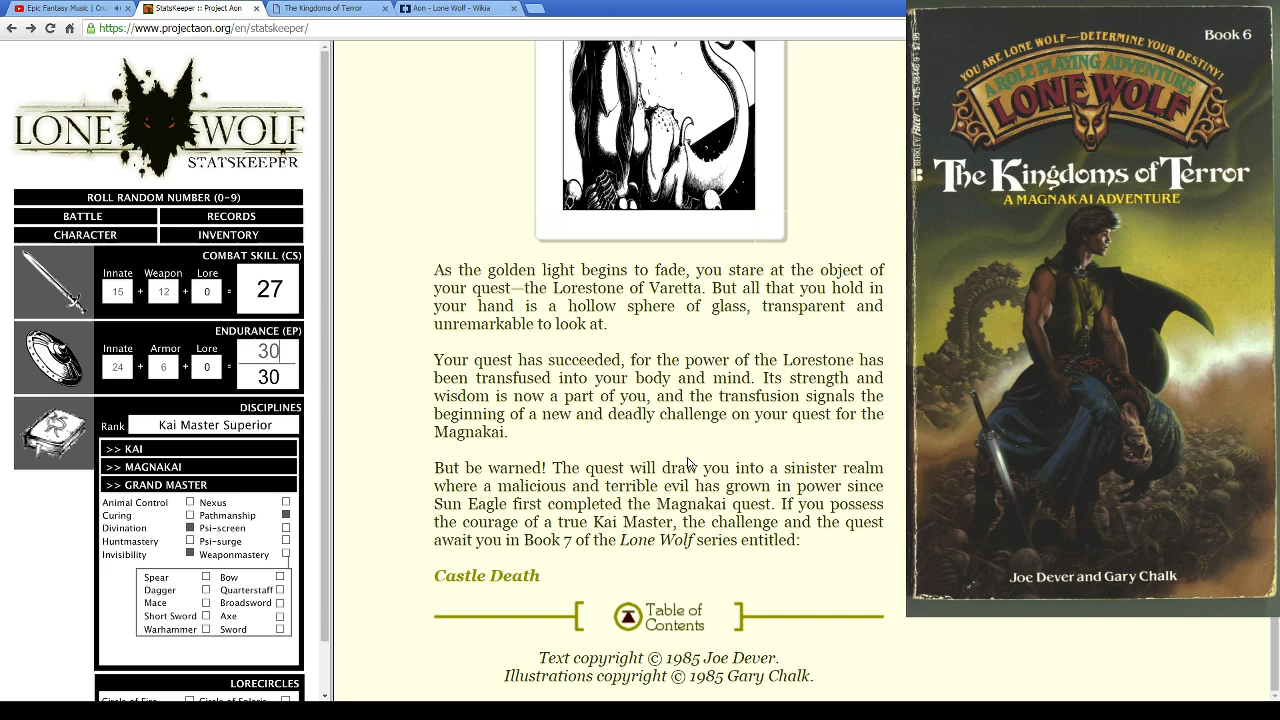 Epic Fantasy Music | Cru
StatsKeeper :: Project Aon
The Kingdoms of Terror
Aon - Lone Wolf - Wikia
https://www.projectaon.org/en/statskeeper/
LONE WOLF
STATSKEEPER
ROLL RANDOM NUMBER (0-9)
BATTLE RECORDS
CHARACTER INVENTORY
COMBAT SKILL (CS)
Innate Weapon Lore
15 + 12 + 0 = 27
ENDURANCE (EP)
30
Innate Armor Lore
24 + 6 + 0 = 30
DISCIPLINES
Rank Kai Master Superior
>> KAI
>> MAGNAKAI
>> GRAND MASTER
Animal Control Nexus
Curing Pathmanship
Divination Psi-screen
Huntmastery Psi-surge
Invisibility Weaponmastery
Spear Bow
Dagger Quarterstaff
Mace Broadsword
Short Sword Axe
Warhammer Sword
LORECIRCLES
As the golden light begins to fade, you stare at the object of
your quest—the Lorestone of Varetta. But all that you hold in
your hand is a hollow sphere of glass, transparent and
unremarkable to look at.
Your quest has succeeded, for the power of the Lorestone has
been transfused into your body and mind. Its strength and
wisdom is now a part of you, and the transfusion signals the
beginning of a new and deadly challenge on your quest for the
Magnakai.
But be warned! The quest will draw you into a sinister realm
where a malicious and terrible evil has grown in power since
Sun Eagle first completed the Magnakai quest. If you possess
the courage of a true Kai Master, the challenge and the quest
await you in Book 7 of the Lone Wolf series entitled:
Castle Death
Table of
Contents
Text copyright © 1985 Joe Dever.
Illustrations copyright © 1985 Gary Chalk.
Book 6
YOU ARE LONE WOLF—DETERMINE YOUR DESTINY!
A ROLE PLAYING ADVENTURE
LONE WOLF
The Kingdoms of Terror
A MAGNAKAI ADVENTURE
Joe Dever and Gary Chalk